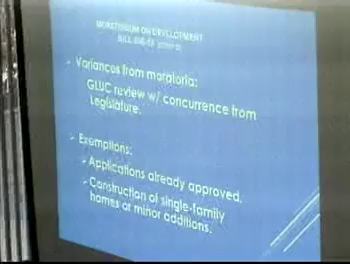 MORATORIUM ON DEVELOPMENT
Variances from moratoria:
GLUC review w/ concurrence from
Legislature.
Exemptions:
Applications already approved.
Construction of single-family
homes or minor additions.